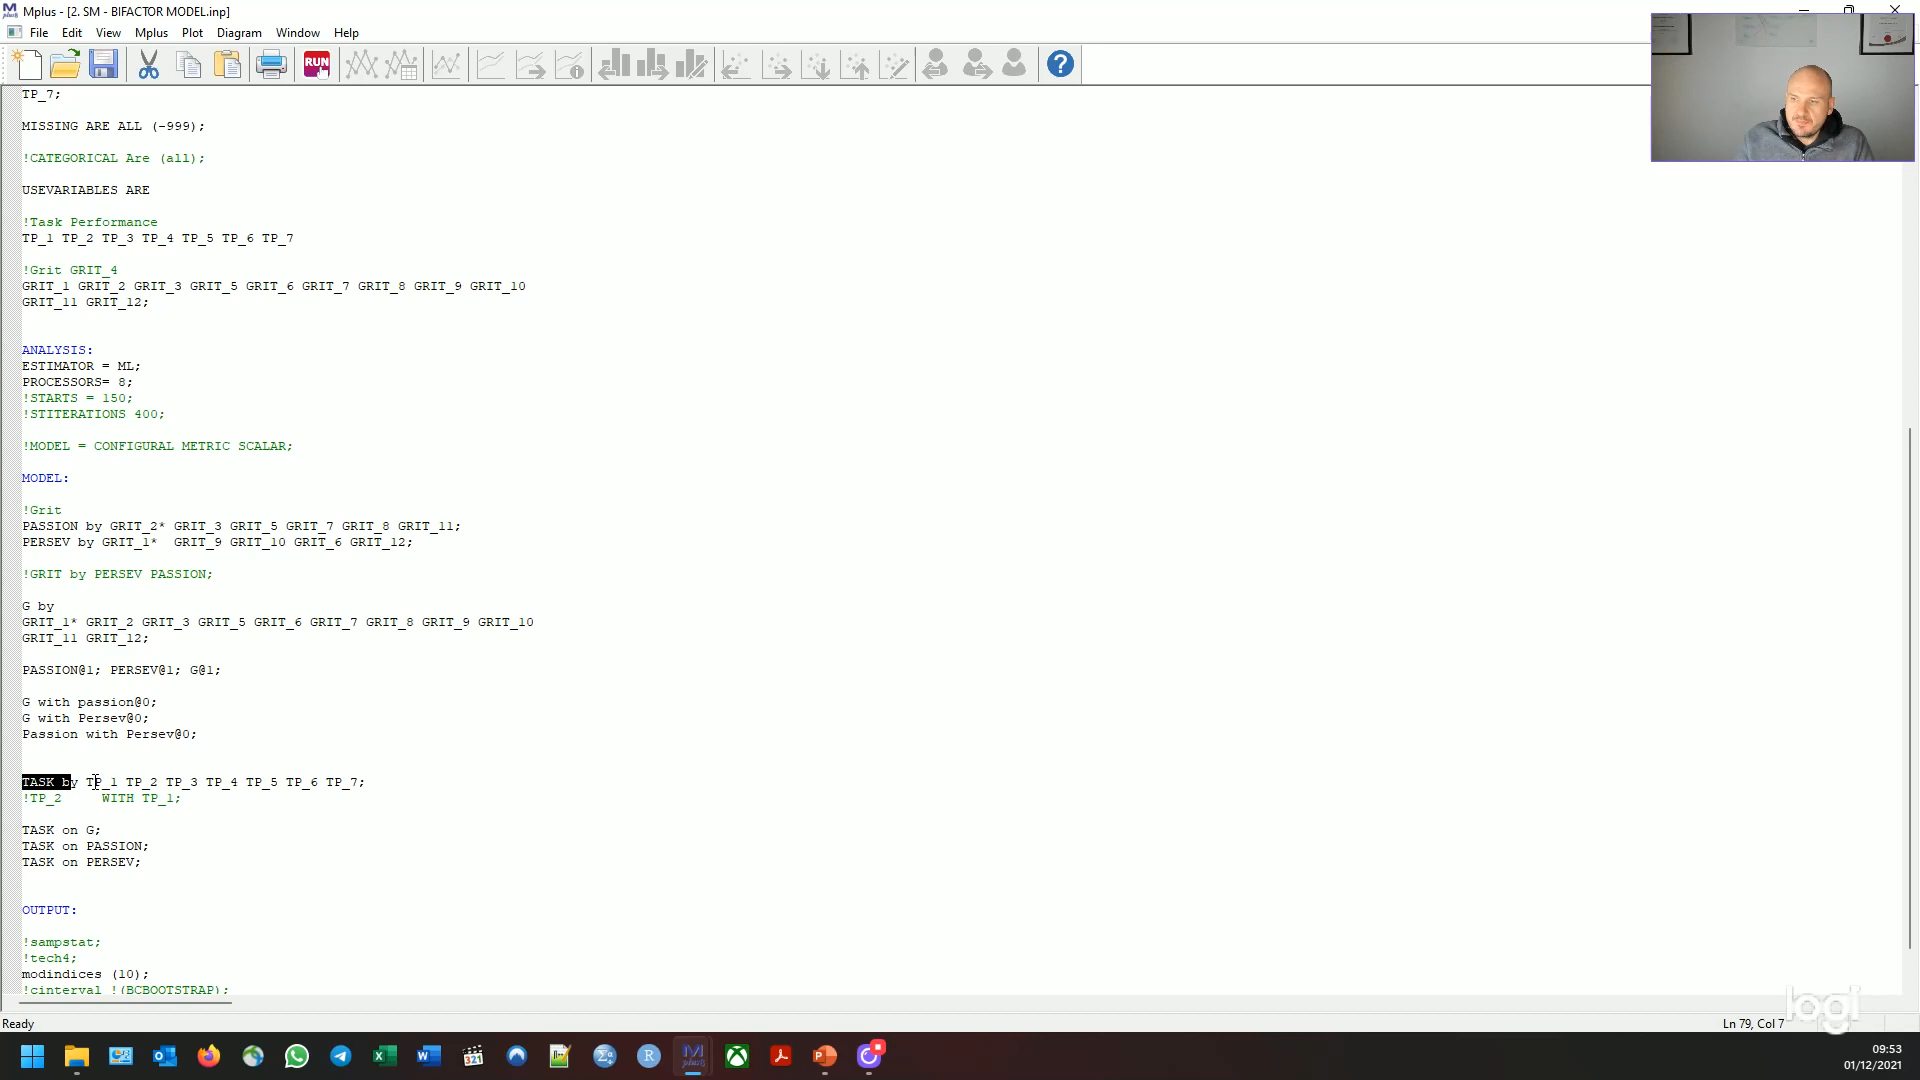 Mplus - [2. SM - BIFACTOR MODEL.inp]
File Edit View Mplus Plot Diagram Window Help
RUN
TP_7;
MISSING ARE ALL (-999);
!CATEGORICAL Are (all);
USEVARIABLES ARE
!Task Performance
TP_1 TP_2 TP_3 TP_4 TP_5 TP_6 TP_7
!Grit GRIT_4
GRIT_1 GRIT_2 GRIT_3 GRIT_5 GRIT_6 GRIT_7 GRIT_8 GRIT_9 GRIT_10
GRIT_11 GRIT_12;
ANALYSIS:
ESTIMATOR = ML;
PROCESSORS= 8;
!STARTS = 150;
!STITERATIONS 400;
!MODEL = CONFIGURAL METRIC SCALAR;
MODEL:
!Grit
PASSION by GRIT_2* GRIT_3 GRIT_5 GRIT_7 GRIT_8 GRIT_11;
PERSEV by GRIT_1*  GRIT_9 GRIT_10 GRIT_6 GRIT_12;
!GRIT by PERSEV PASSION;
G by
GRIT_1* GRIT_2 GRIT_3 GRIT_5 GRIT_6 GRIT_7 GRIT_8 GRIT_9 GRIT_10
GRIT_11 GRIT_12;
PASSION@1; PERSEV@1; G@1;
G with passion@0;
G with Persev@0;
Passion with Persev@0;
TASK by TP_1 TP_2 TP_3 TP_4 TP_5 TP_6 TP_7;
!TP_2     WITH TP_1;
TASK on G;
TASK on PASSION;
TASK on PERSEV;
OUTPUT:
!sampstat;
!tech4;
modindices (10);
!cinterval !(BCBOOTSTRAP);
logi
Ready
Ln 79, Col 7
09:53
01/12/2021